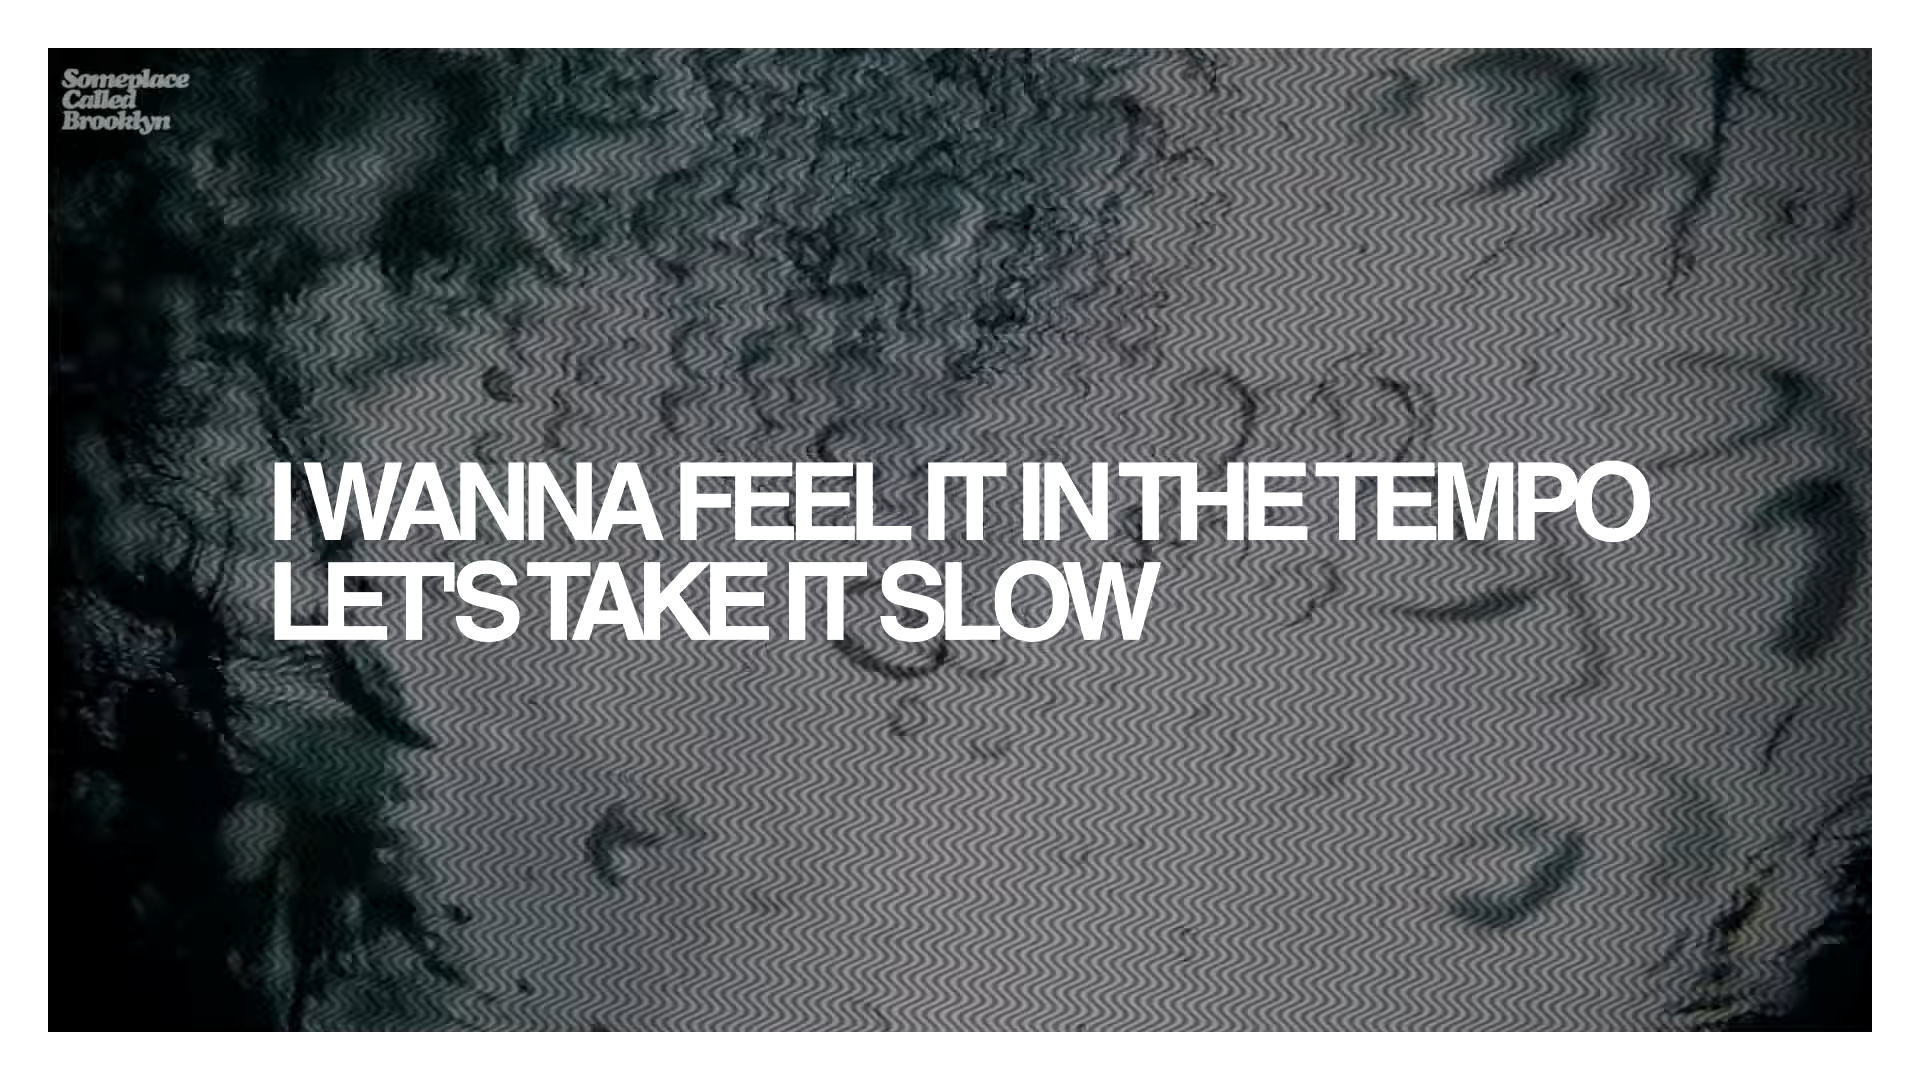 Someplace
Called
Brooklyn
I WANNA FEEL IT IN THE TEMPO
LET'S TAKE IT SLOW